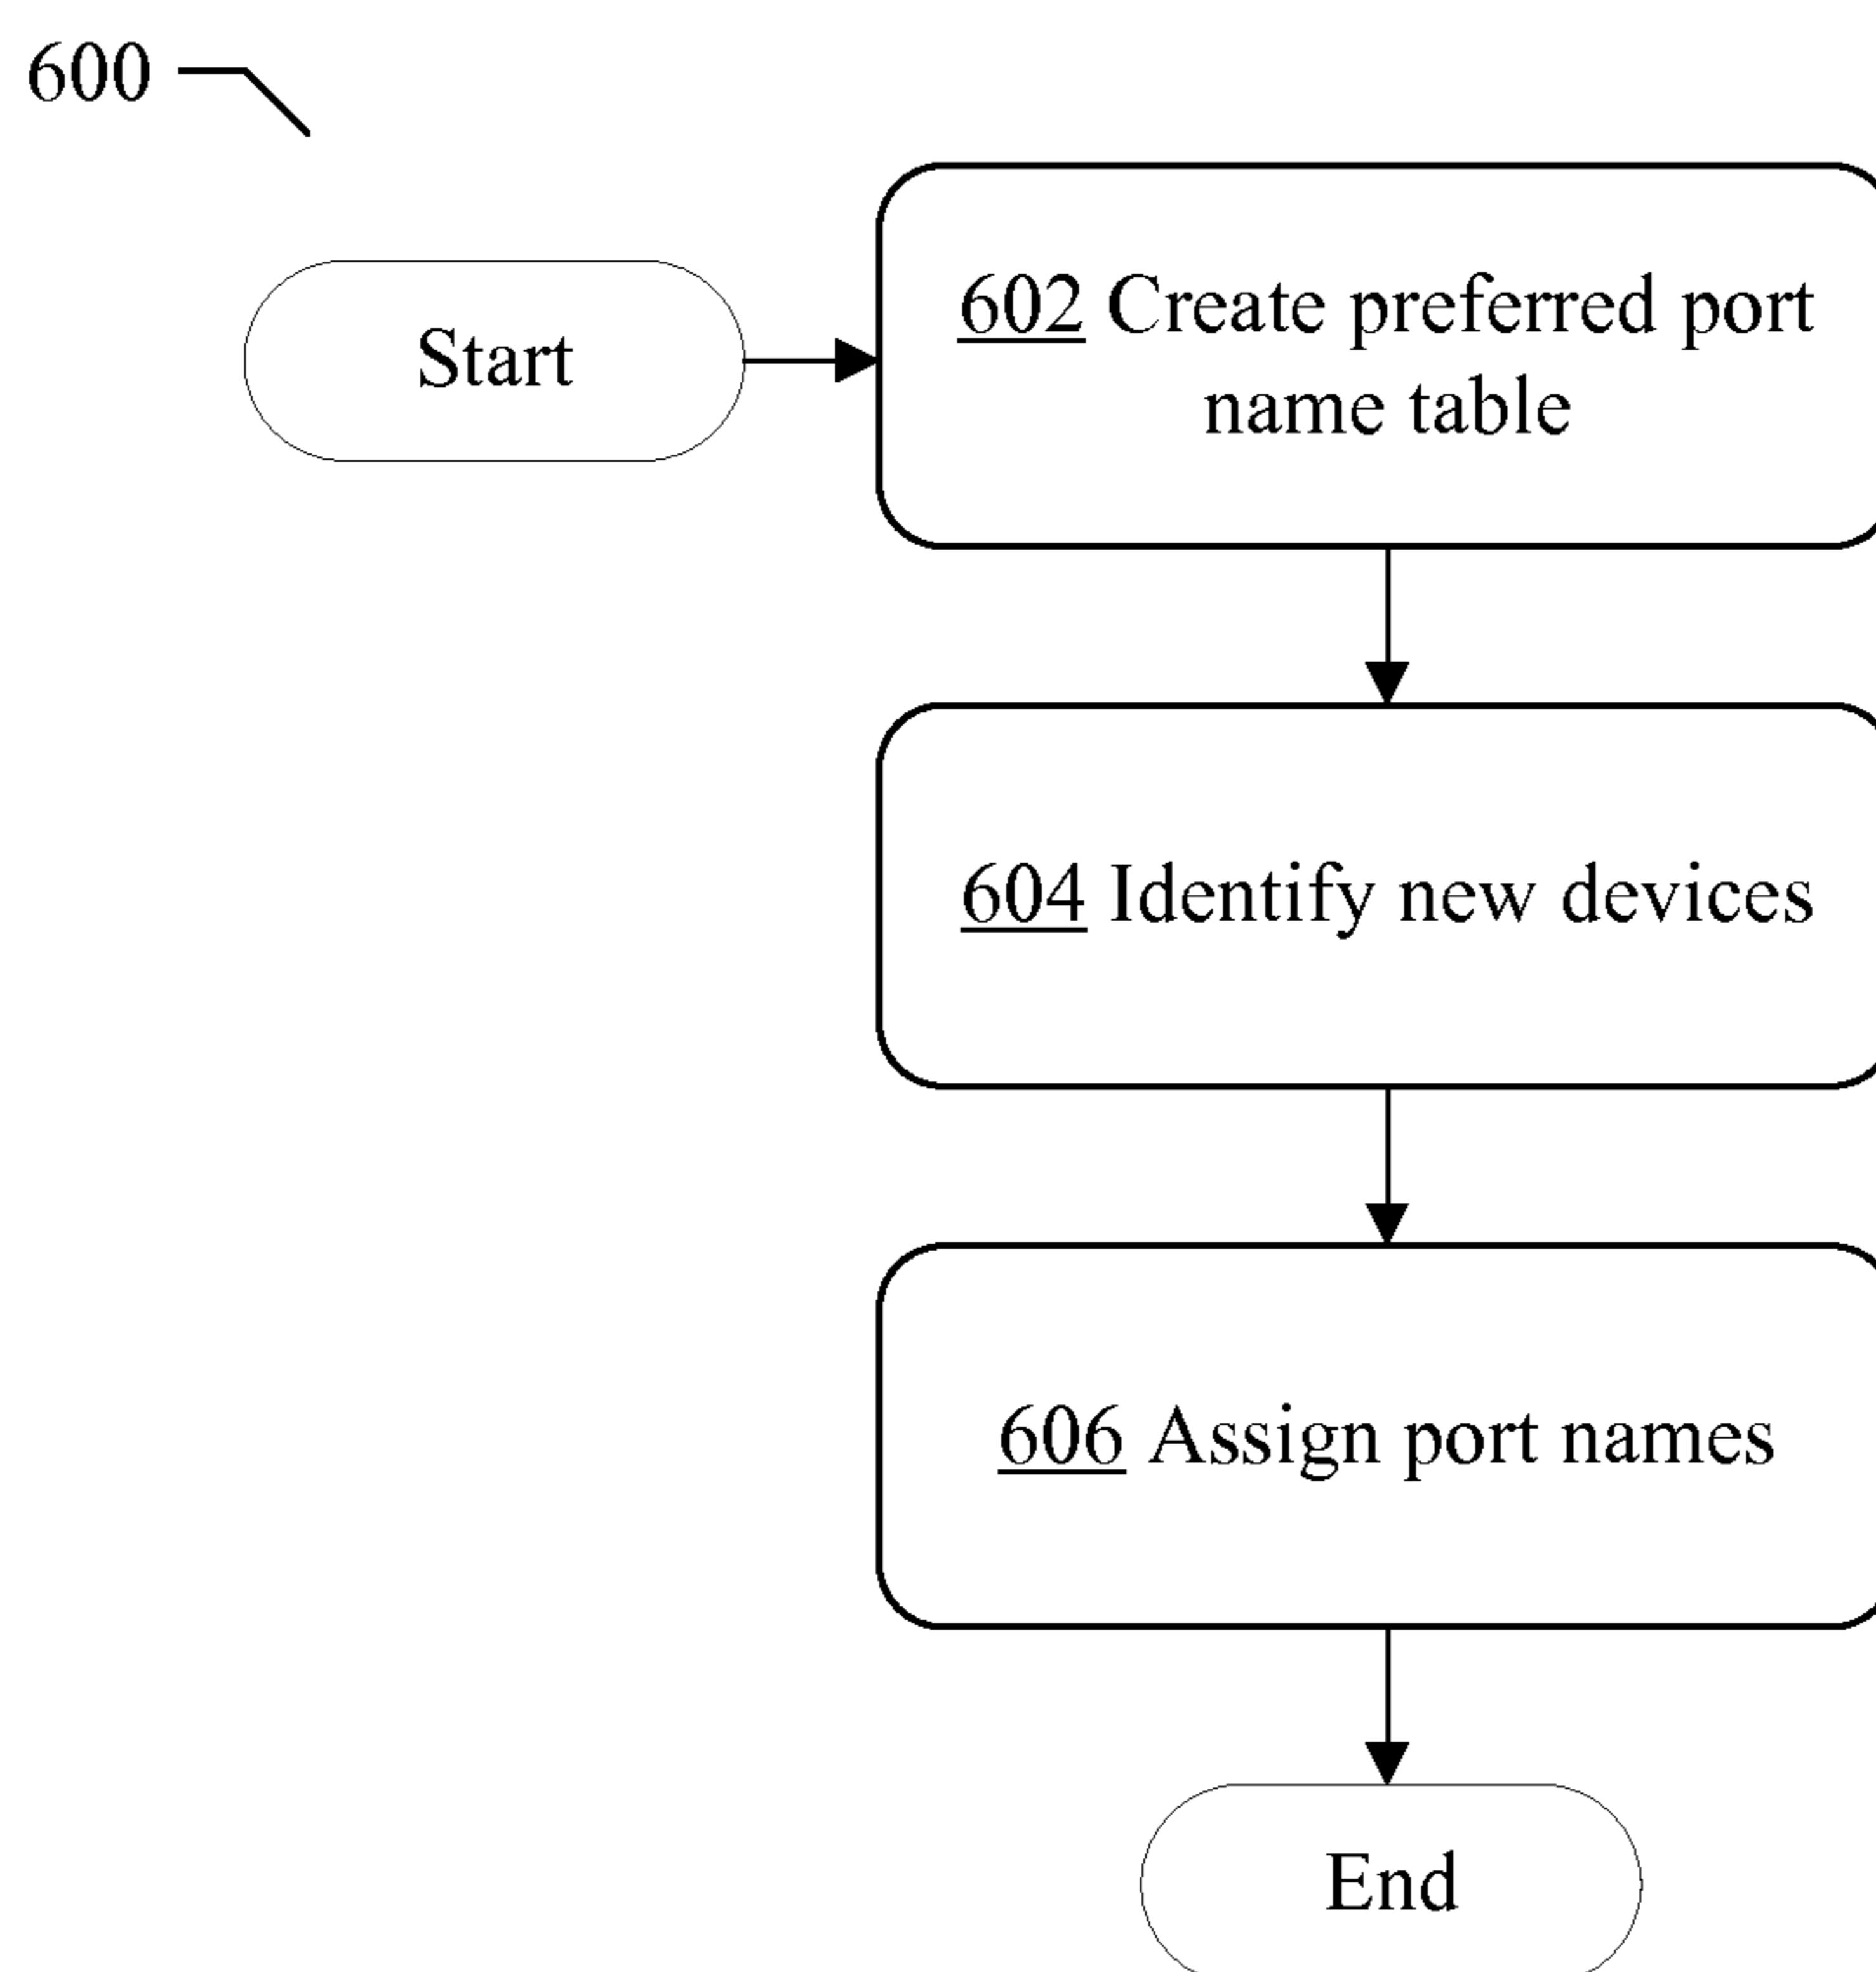 600
Start
602 Create preferred port
name table
604 Identify new devices
606 Assign port names
End